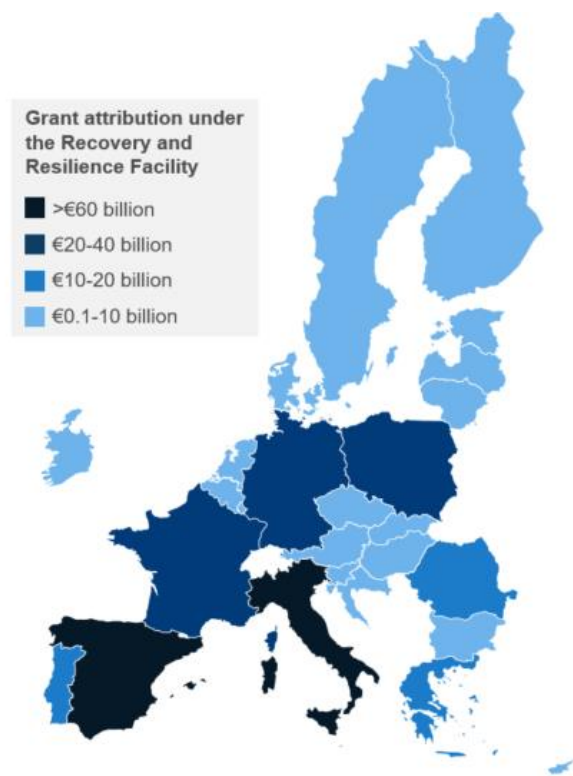 Grant attribution under
the Recovery and
Resilience Facility
>€60 billion
€20-40 billion
€10-20 billion
€0.1-10 billion